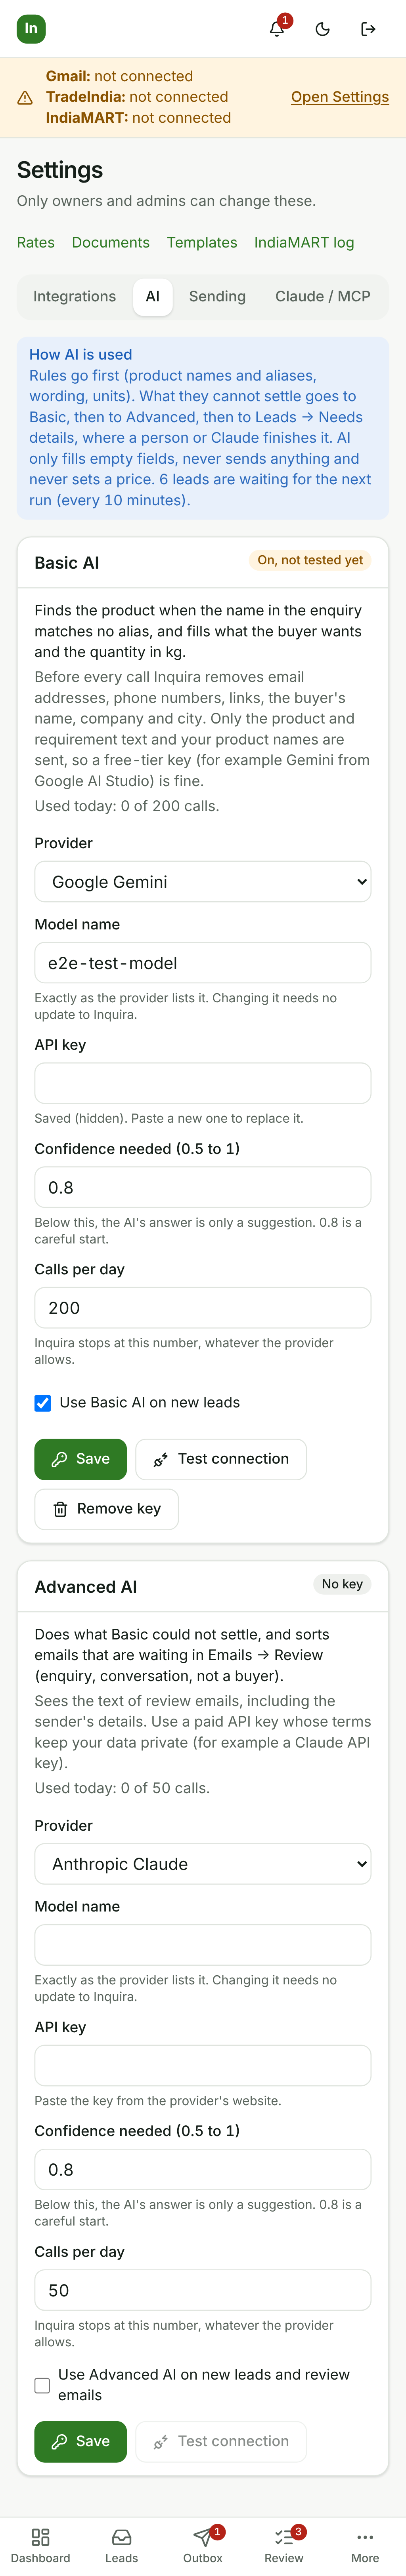 In
1
Gmail: not connected
TradeIndia: not connected
IndiaMART: not connected
Open Settings
Settings
Only owners and admins can change these.
Rates Documents Templates IndiaMART log
Integrations AI Sending Claude / MCP
How AI is used
Rules go first (product names and aliases,
wording, units). What they cannot settle goes to
Basic, then to Advanced, then to Leads → Needs
details, where a person or Claude finishes it. AI
only fills empty fields, never sends anything and
never sets a price. 6 leads are waiting for the next
run (every 10 minutes).
Basic AI
On, not tested yet
Finds the product when the name in the enquiry
matches no alias, and fills what the buyer wants
and the quantity in kg.
Before every call Inquira removes email
addresses, phone numbers, links, the buyer's
name, company and city. Only the product and
requirement text and your product names are
sent, so a free-tier key (for example Gemini from
Google AI Studio) is fine.
Used today: 0 of 200 calls.
Provider
Google Gemini
Model name
e2e-test-model
Exactly as the provider lists it. Changing it needs no
update to Inquira.
API key
Saved (hidden). Paste a new one to replace it.
Confidence needed (0.5 to 1)
0.8
Below this, the AI's answer is only a suggestion. 0.8 is a
careful start.
Calls per day
200
Inquira stops at this number, whatever the provider
allows.
Use Basic AI on new leads
Save Test connection
Remove key
Advanced AI
No key
Does what Basic could not settle, and sorts
emails that are waiting in Emails → Review
(enquiry, conversation, not a buyer).
Sees the text of review emails, including the
sender's details. Use a paid API key whose terms
keep your data private (for example a Claude API
key).
Used today: 0 of 50 calls.
Provider
Anthropic Claude
Model name
Exactly as the provider lists it. Changing it needs no
update to Inquira.
API key
Paste the key from the provider's website.
Confidence needed (0.5 to 1)
0.8
Below this, the AI's answer is only a suggestion. 0.8 is a
careful start.
Calls per day
50
Inquira stops at this number, whatever the provider
allows.
Use Advanced AI on new leads and review
emails
Save Test connection
1 3
Dashboard Leads Outbox Review More